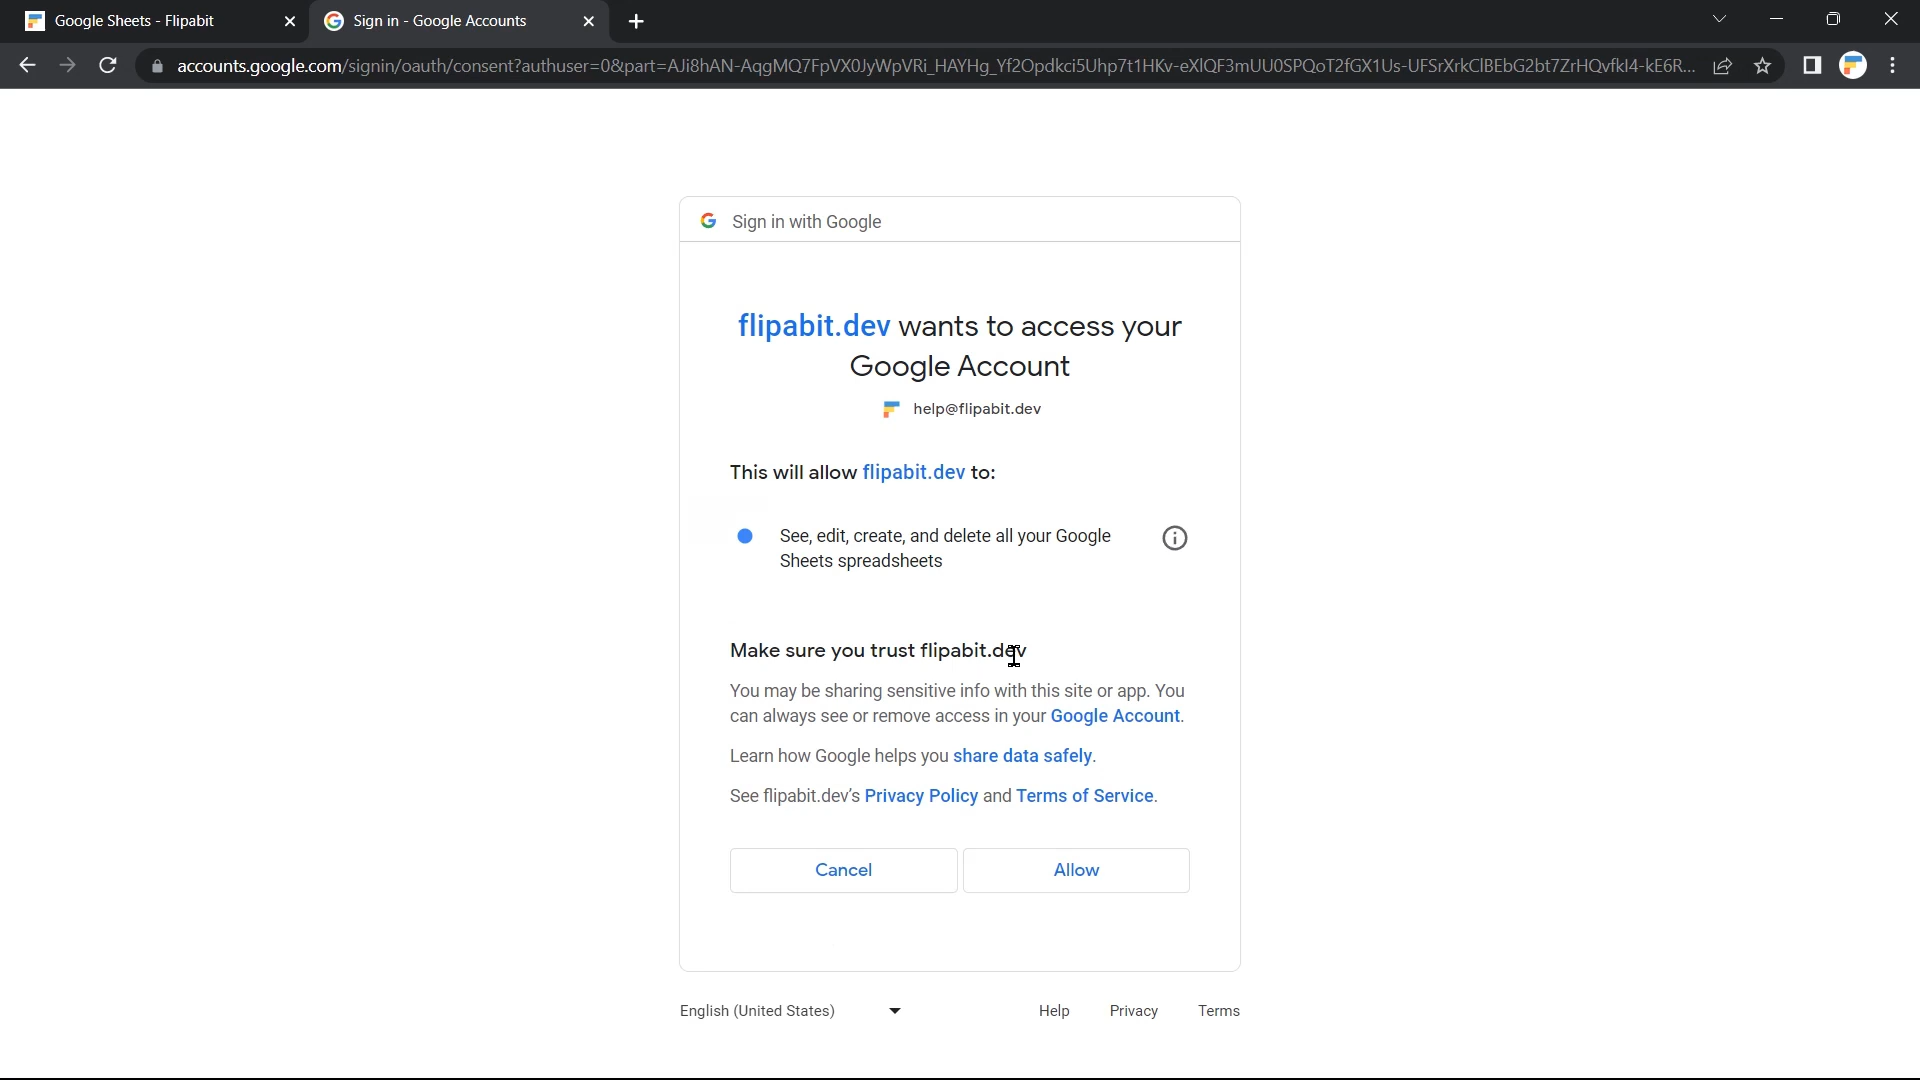 Google Sheets - Flipabit
Sign in - Google Accounts
accounts.google.com/signin/oauth/consent?authuser=0&part=AJi8hAN-AqgMQ7FpVX0JyWpVRi_HAYHg_Yf2Opdkci5Uhp7t1HKv-eXlQF3mUU0SPQoT2fGX1Us-UFSrXrkClBEbG2bt7ZrHQvfkl4-kE6R...
Sign in with Google
flipabit.dev wants to access your
Google Account
help@flipabit.dev
This will allow flipabit.dev to:
See, edit, create, and delete all your Google
Sheets spreadsheets
Make sure you trust flipabit.dev
You may be sharing sensitive info with this site or app. You
can always see or remove access in your Google Account.
Learn how Google helps you share data safely.
See flipabit.dev's Privacy Policy and Terms of Service.
Cancel
Allow
English (United States)
Help
Privacy
Terms